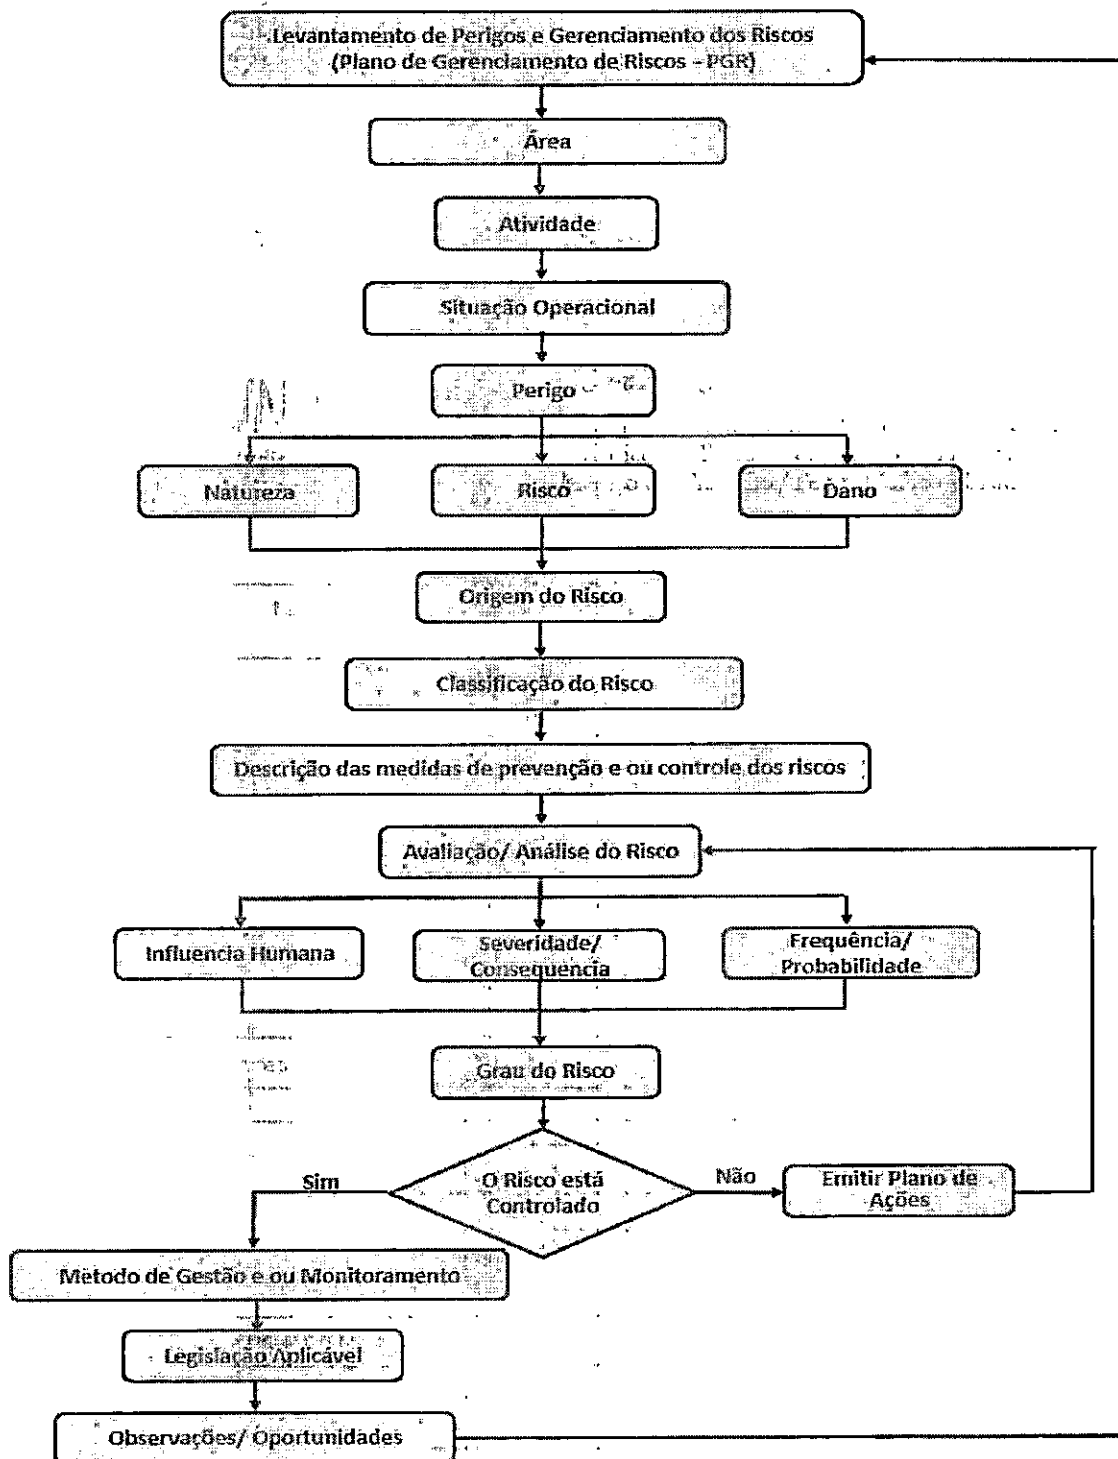 Levantamento de Perigos e Gerenciamento dos Riscos
(Plano de Gerenciamento de Riscos - PGR)
Área
Atividade
Situação Operacional
Perigo
Natureza
Risco
Dano
Origem do Risco
Classificação do Risco
Descrição das medidas de prevenção e ou controle dos riscos
Avaliação/ Análise do Risco
Influencia Humana
Severidade/
Consequencia
Frequência/
Probabilidade
Grau do Risco
O Risco está
Controlado
Sim
Não
Emitir Plano de
Ações
Metodo de Gestão e ou Monitoramento
Legislação Aplicável
Observações/ Oportunidades